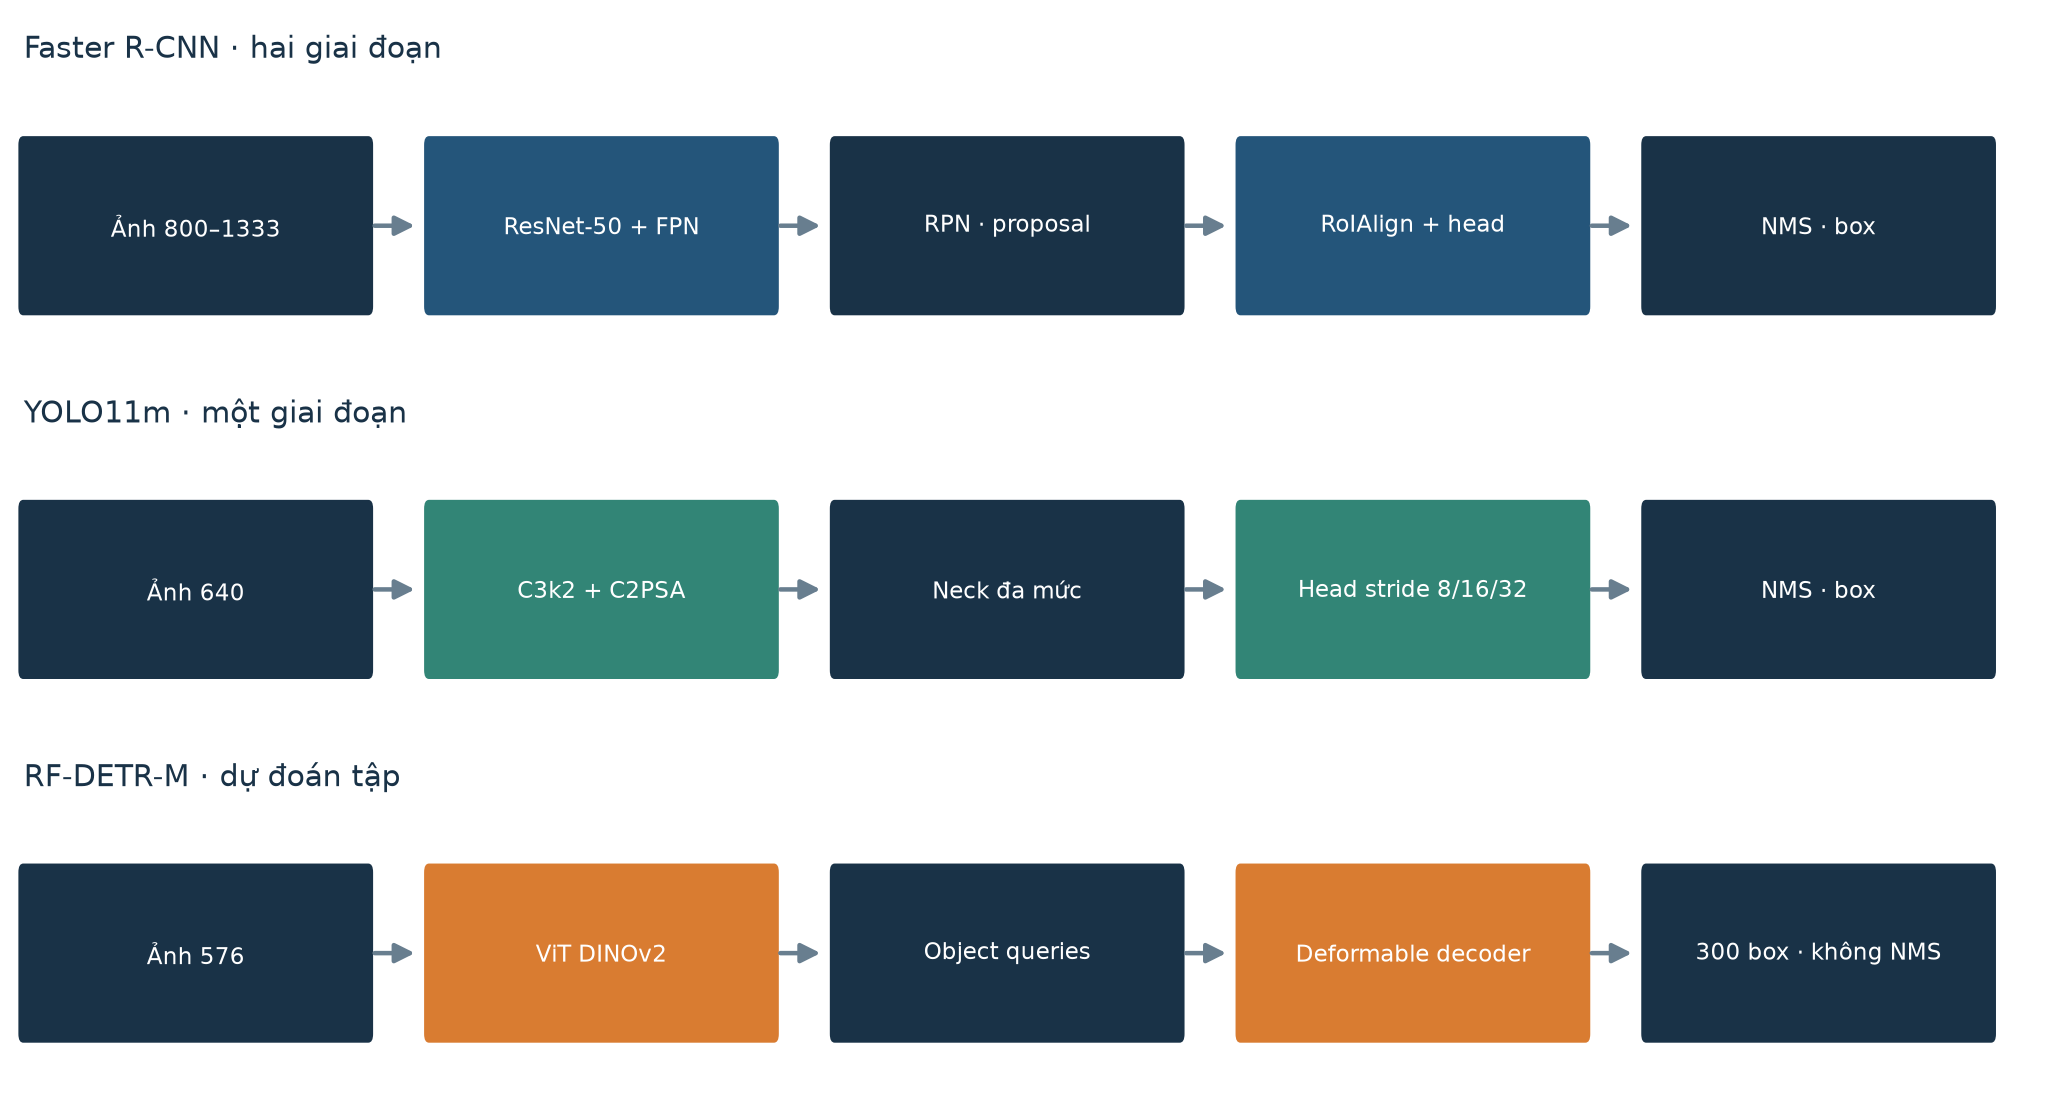 Faster R-CNN · hai giai đoạn
Ảnh 800–1333
ResNet-50 + FPN
RPN · proposal
RoIAlign + head
NMS · box
YOLO11m · một giai đoạn
Ảnh 640
C3k2 + C2PSA
Neck đa mức
Head stride 8/16/32
NMS · box
RF-DETR-M · dự đoán tập
Ảnh 576
ViT DINOv2
Object queries
Deformable decoder
300 box · không NMS